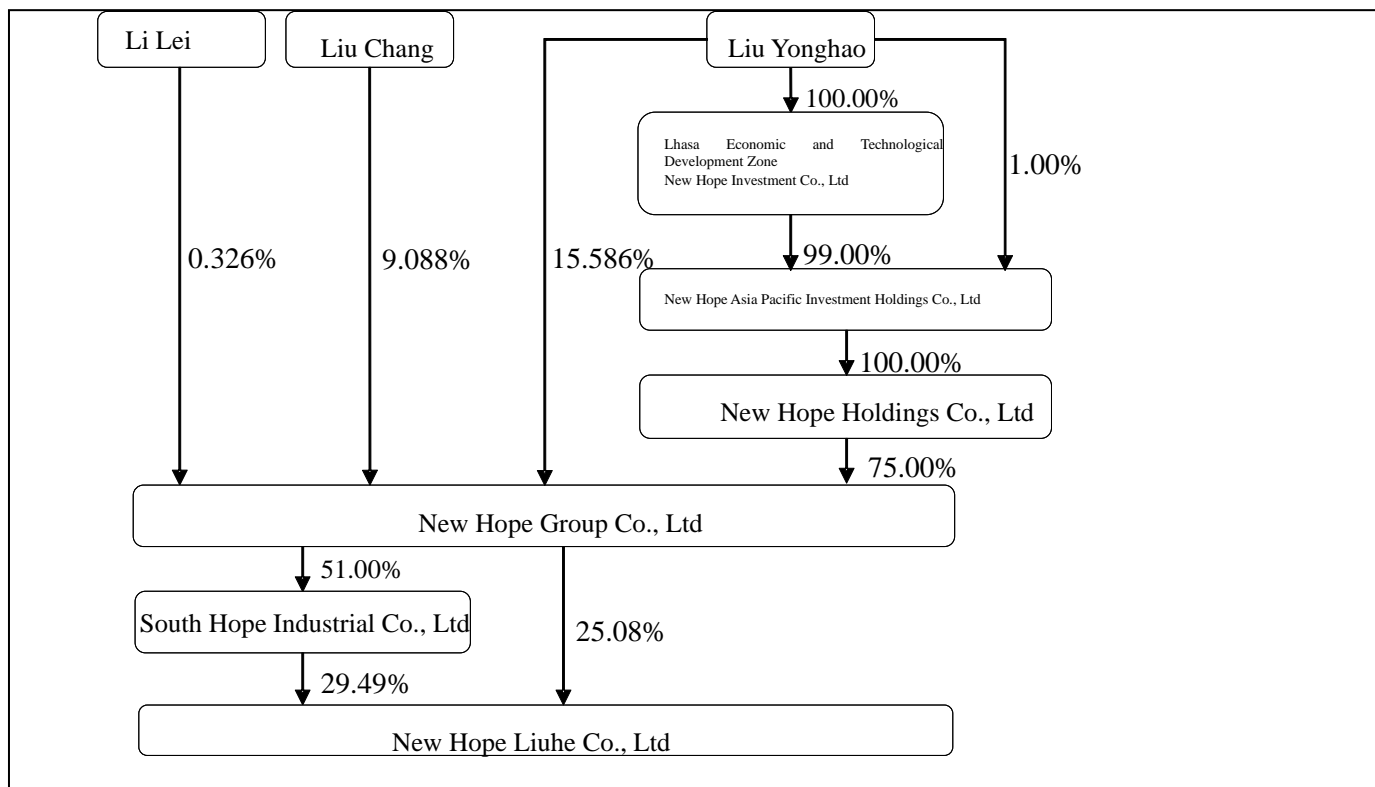 Li Lei
Liu Chang
Liu Yonghao
100.00%
Lhasa Economic and Technological
Development Zone
New Hope Investment Co., Ltd
1.00%
0.326%
9.088%
15.586%
99.00%
New Hope Asia Pacific Investment Holdings Co., Ltd
100.00%
New Hope Holdings Co., Ltd
75.00%
New Hope Group Co., Ltd
51.00%
South Hope Industrial Co., Ltd
25.08%
29.49%
New Hope Liuhe Co., Ltd